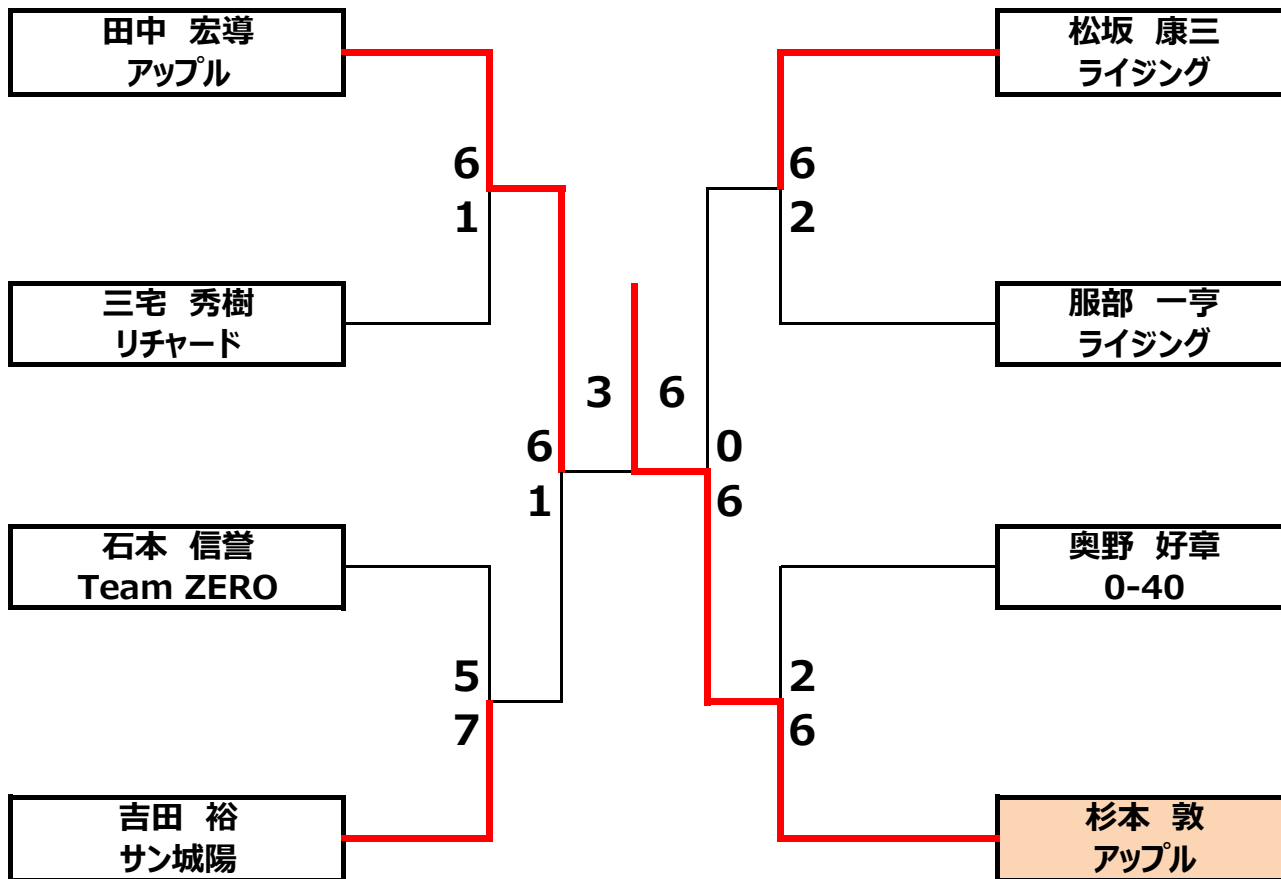 田中 宏導
アップル
松坂 康三
ライジング
6
1
6
2
三宅 秀樹
リチャード
服部 一亨
ライジング
3
6
6
1
0
6
石本 信誉
Team ZERO
奥野 好章
0-40
5
7
2
6
吉田 裕
サン城陽
杉本 敦
アップル